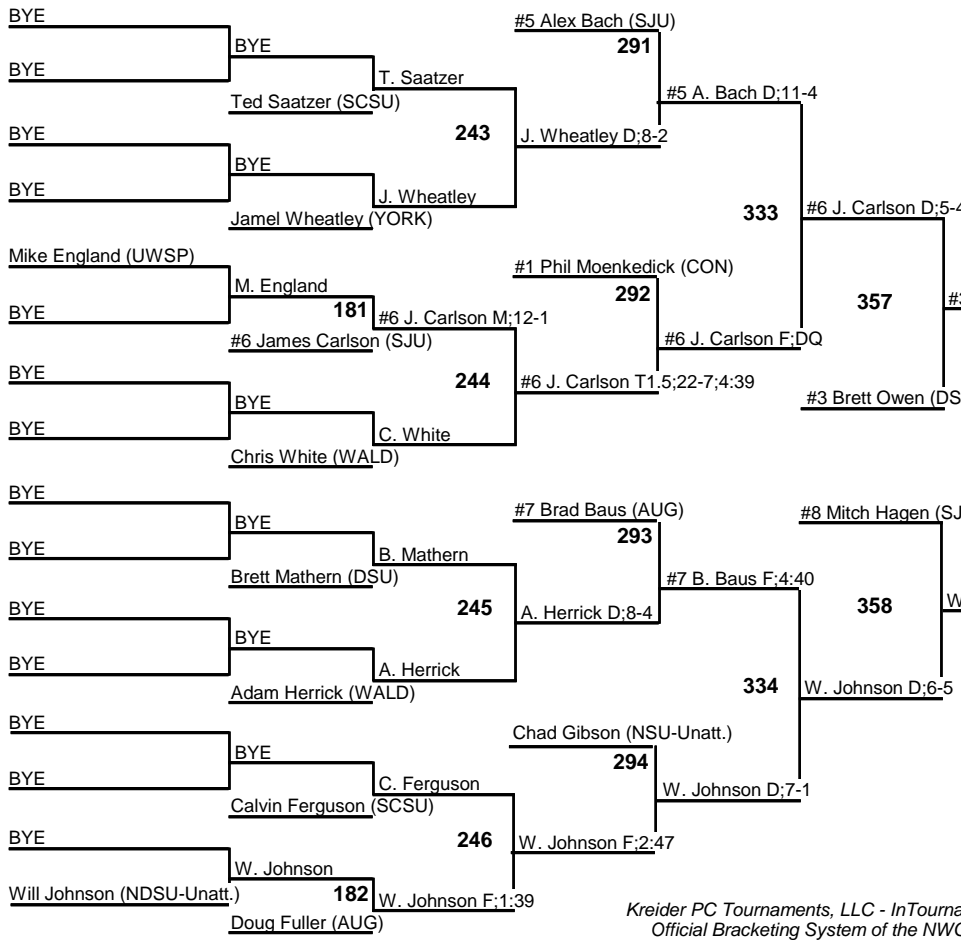 BYE
#5 Alex Bach (SJU)
BYE
291
BYE
T. Saatzer
#5 A. Bach D;11-4
Ted Saatzer (SCSU)
BYE
243
J. Wheatley D;8-2
BYE
BYE
J. Wheatley
Jamel Wheatley (YORK)
333
#6 J. Carlson D;5-4
Mike England (UWSP)
#1 Phil Moenkedick (CON)
M. England
292
181
#6 J. Carlson M;12-1
357
#3
BYE
#6 James Carlson (SJU)
#6 J. Carlson F;DQ
BYE
244
#6 J. Carlson T1.5;22-7;4:39
BYE
#3 Brett Owen (DS
BYE
C. White
Chris White (WALD)
BYE
#7 Brad Baus (AUG)
#8 Mitch Hagen (SJ
BYE
293
BYE
B. Mathern
Brett Mathern (DSU)
#7 B. Baus F;4:40
BYE
245
A. Herrick D;8-4
358
W
BYE
BYE
A. Herrick
Adam Herrick (WALD)
334
W. Johnson D;6-5
BYE
Chad Gibson (NSU-Unatt.)
BYE
294
BYE
C. Ferguson
Calvin Ferguson (SCSU)
W. Johnson D;7-1
BYE
246
W. Johnson F;2:47
W. Johnson
Will Johnson (NDSU-Unatt.)
182
W. Johnson F;1:39
Doug Fuller (AUG)
Kreider PC Tournaments, LLC - InTourna
Official Bracketing System of the NWC